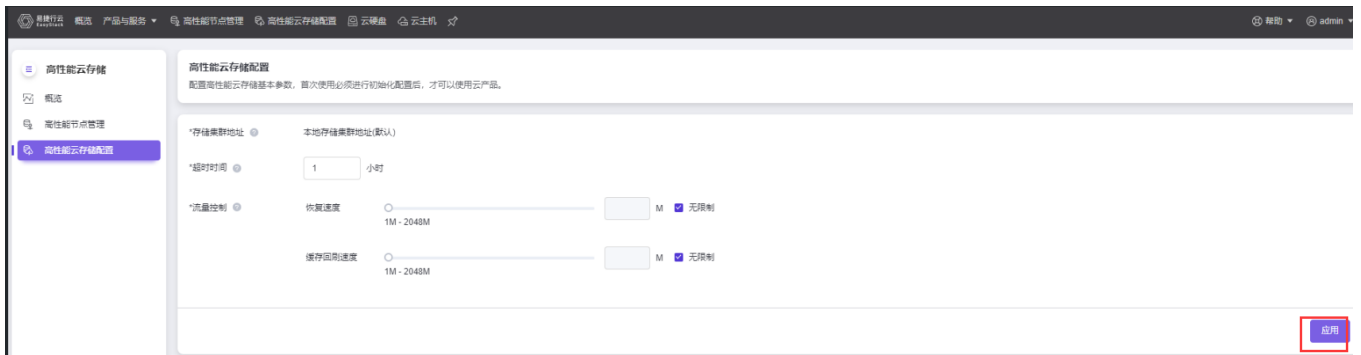 易捷行云 EasyStack 概览 产品与服务 高性能节点管理 高性能云存储配置 云硬盘 云主机 帮助 admin
高性能云存储
概览
高性能节点管理
高性能云存储配置
高性能云存储配置
配置高性能云存储基本参数，首次使用必须进行初始化配置后，才可以使用云产品。
*存储集群地址 本地存储集群地址(默认)
*超时时间 1 小时
*流量控制 恢复速度 M 无限制
1M - 2048M
缓存回刷速度 M 无限制
1M - 2048M
应用